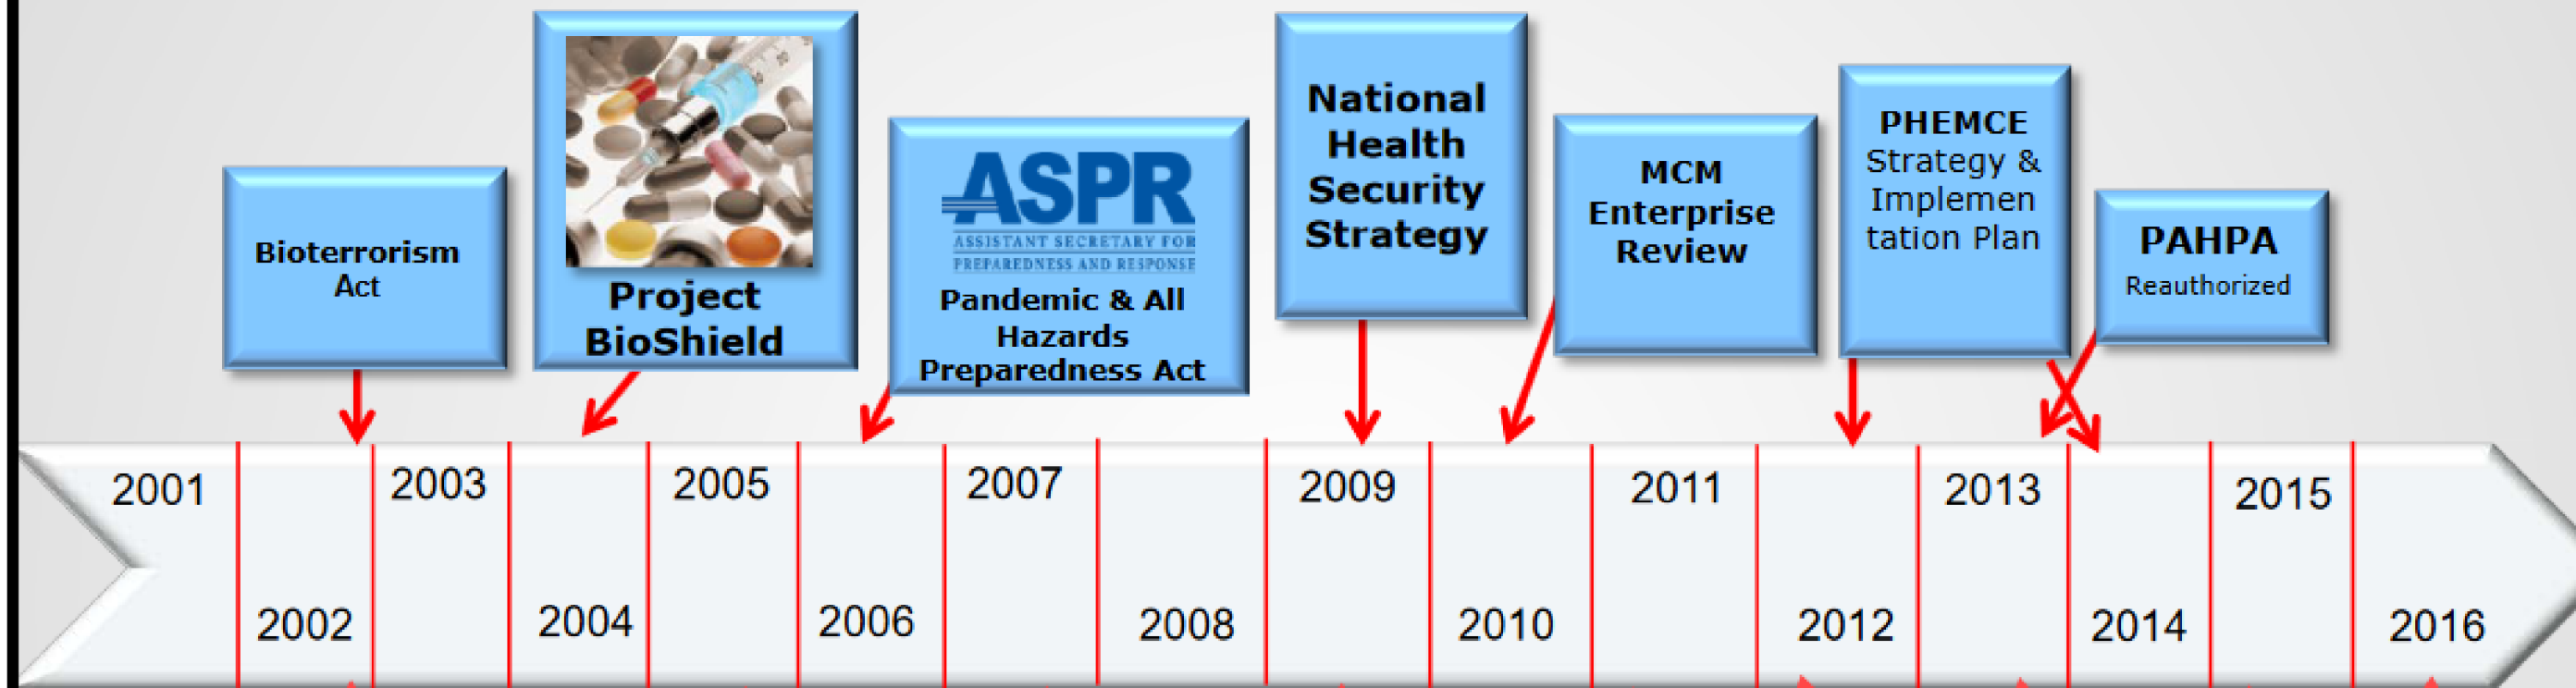 Bioterrorism
Act
Project
BioShield
ASPR
ASSISTANT SECRETARY FOR
PREPAREDNESS AND RESPONSE
Pandemic & All
Hazards
Preparedness Act
National
Health
Security
Strategy
MCM
Enterprise
Review
PHEMCE
Strategy &
Implemen
tation Plan
PAHPA
Reauthorized
2001
2002
2003
2004
2005
2006
2007
2008
2009
2010
2011
2012
2013
2014
2015
2016